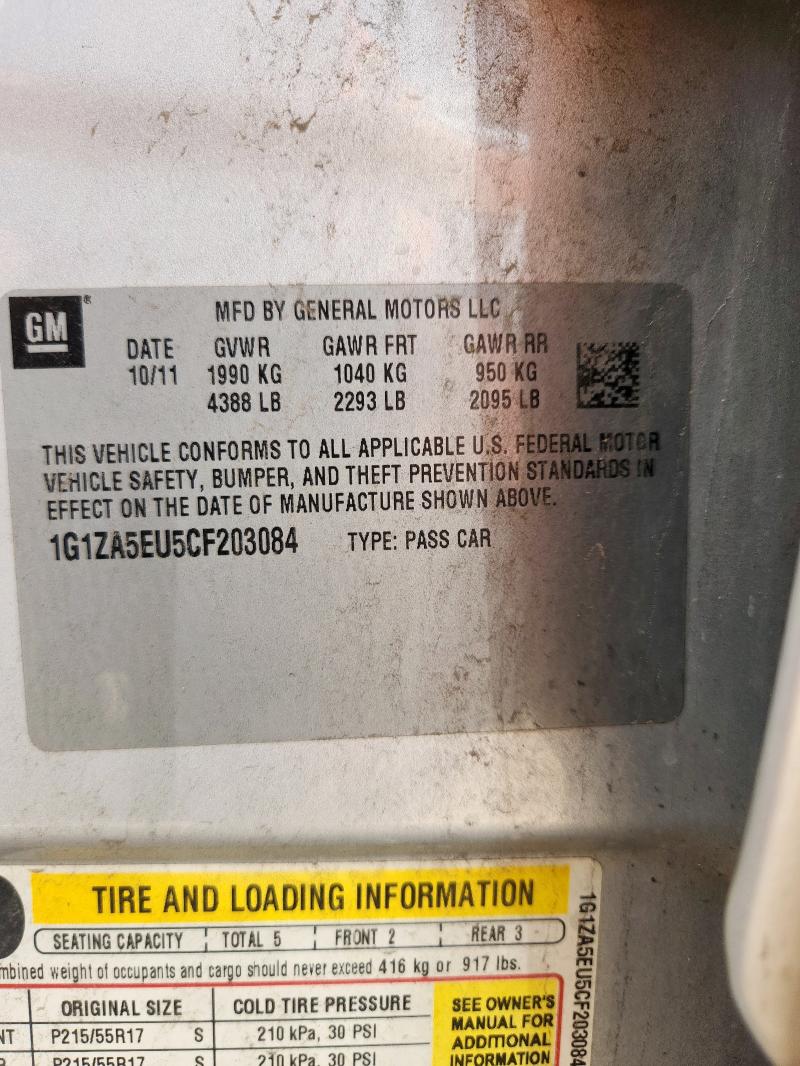 GM®
MFD BY GENERAL MOTORS LLC
DATE GVWR GAWR FRT GAWR RR
10/11 1990 KG 1040 KG 950 KG
4388 LB 2293 LB 2095 LB
THIS VEHICLE CONFORMS TO ALL APPLICABLE U.S. FEDERAL MOTOR
VEHICLE SAFETY, BUMPER, AND THEFT PREVENTION STANDARDS IN
EFFECT ON THE DATE OF MANUFACTURE SHOWN ABOVE.
1G1ZA5EU5CF203084 TYPE: PASS CAR
TIRE AND LOADING INFORMATION
SEATING CAPACITY TOTAL 5 FRONT 2 REAR 3
mbined weight of occupants and cargo should never exceed 416 kg or 917 lbs.
ORIGINAL SIZE COLD TIRE PRESSURE
NT P215/55R17 S 210 kPa, 30 PSI
P215/55R17 S 210 kPa, 30 PSI
SEE OWNER'S
MANUAL FOR
ADDITIONAL
INFORMATION
1G1ZA5EU5CF203084